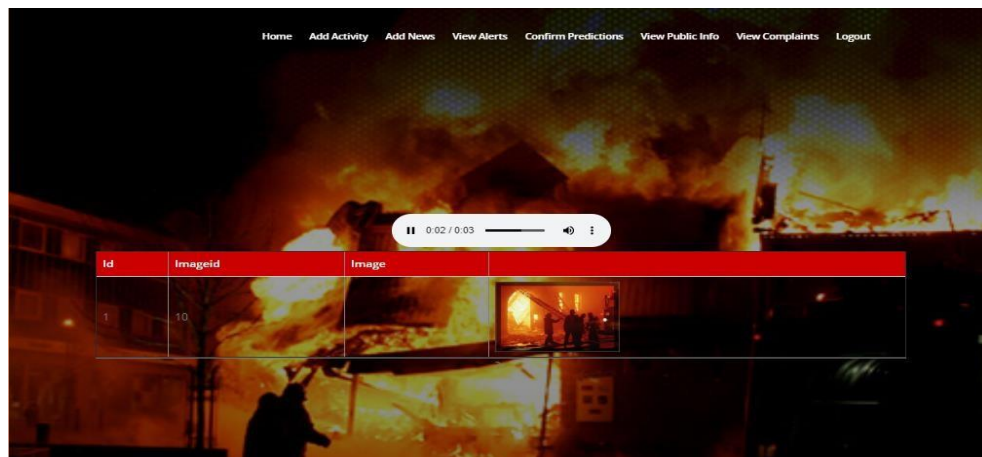 Home Add Activity Add News View Alerts Confirm Predictions View Public Info View Complaints Logout
0:02 / 0:03
Id Imageid Image
1 10